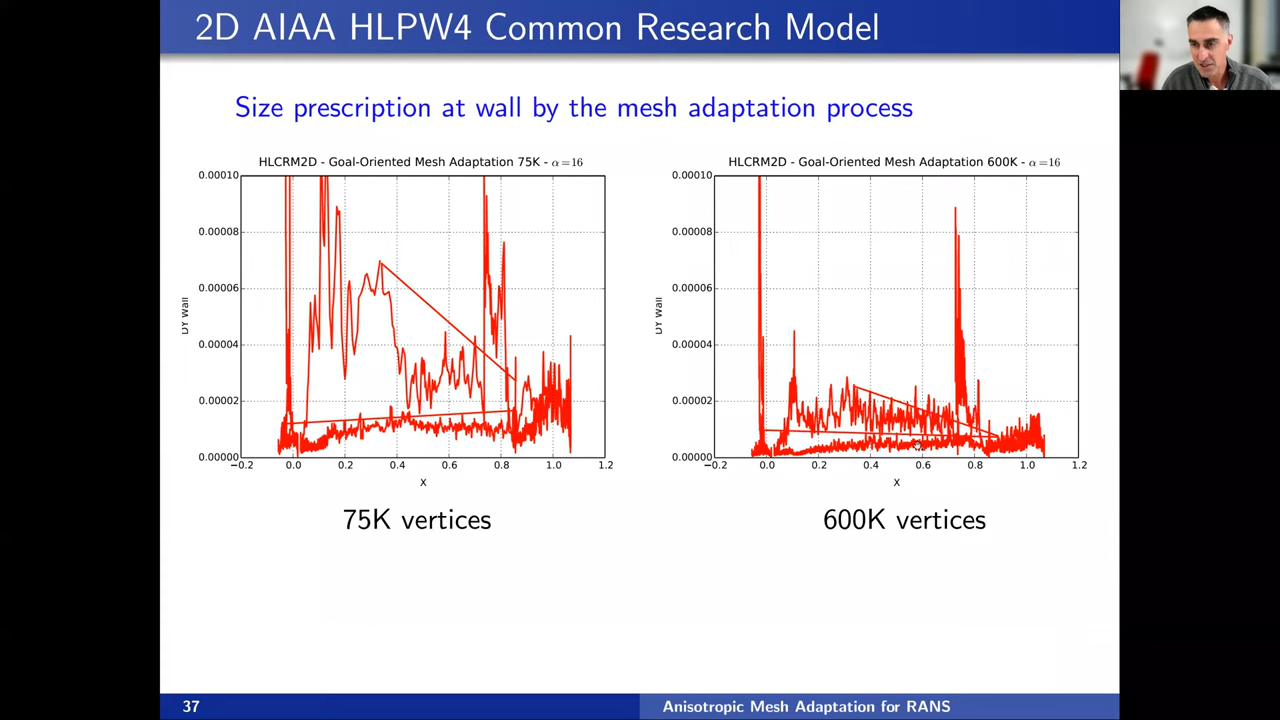 2D AIAA HLPW4 Common Research Model
Size prescription at wall by the mesh adaptation process
HLCRM2D - Goal-Oriented Mesh Adaptation 75K - α=16
0.00010
0.00008
0.00006
0.00004
0.00002
0.00000
DY Wall
−0.2 0.0 0.2 0.4 0.6 0.8 1.0 1.2
X
75K vertices
HLCRM2D - Goal-Oriented Mesh Adaptation 600K - α=16
0.00010
0.00008
0.00006
0.00004
0.00002
0.00000
DY Wall
−0.2 0.0 0.2 0.4 0.6 0.8 1.0 1.2
X
600K vertices
37 Anisotropic Mesh Adaptation for RANS